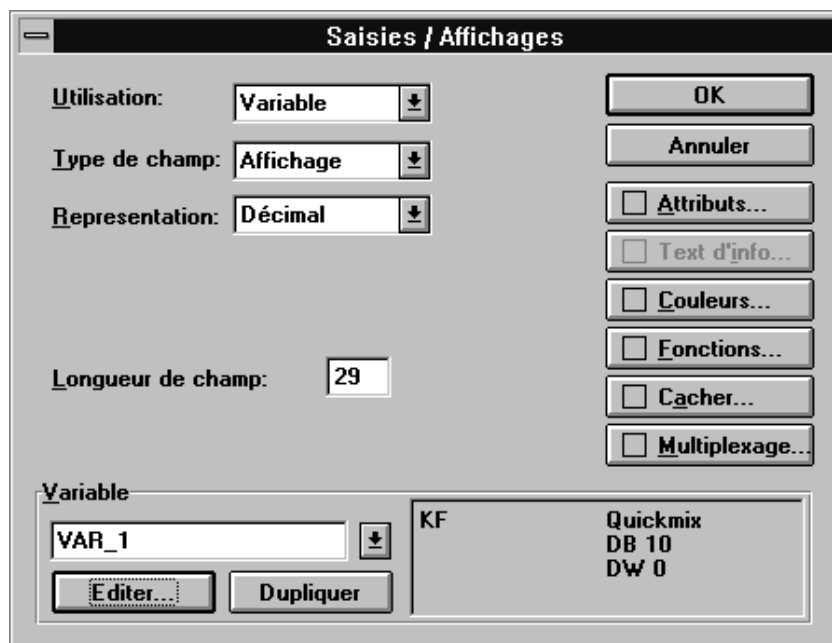 Saisies / Affichages
Utilisation: Variable
OK
Type de champ: Affichage
Annuler
Representation: Décimal
Attributs...
Text d'info...
Couleurs...
Fonctions...
Longueur de champ: 29
Cacher...
Multiplexage...
Variable
VAR_1
KF Quickmix
DB 10
DW 0
Editer... Dupliquer